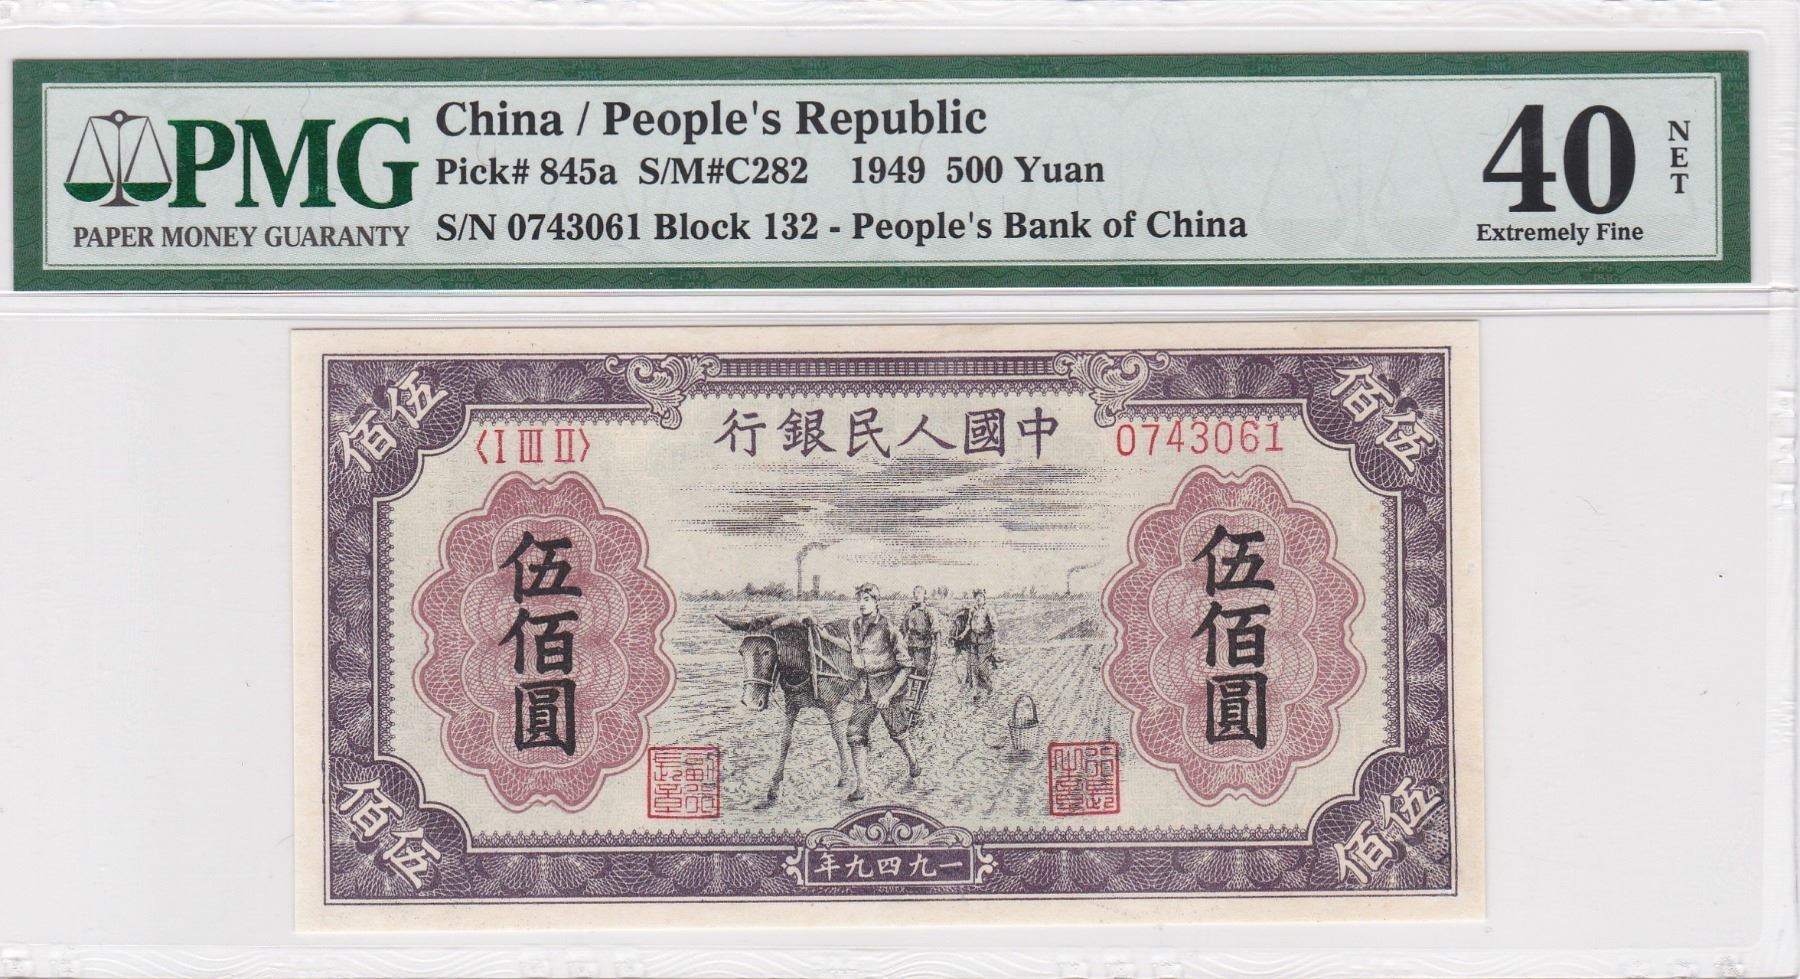 PMG
PAPER MONEY GUARANTY
China / People's Republic
Pick# 845a S/M#C282 1949 500 Yuan
S/N 0743061 Block 132 - People's Bank of China
40
NET
Extremely Fine
伍佰
伍佰
行銀民人國中
〈I III II〉
0743061
伍佰圓
伍佰圓
年九四九一
伍佰
伍佰